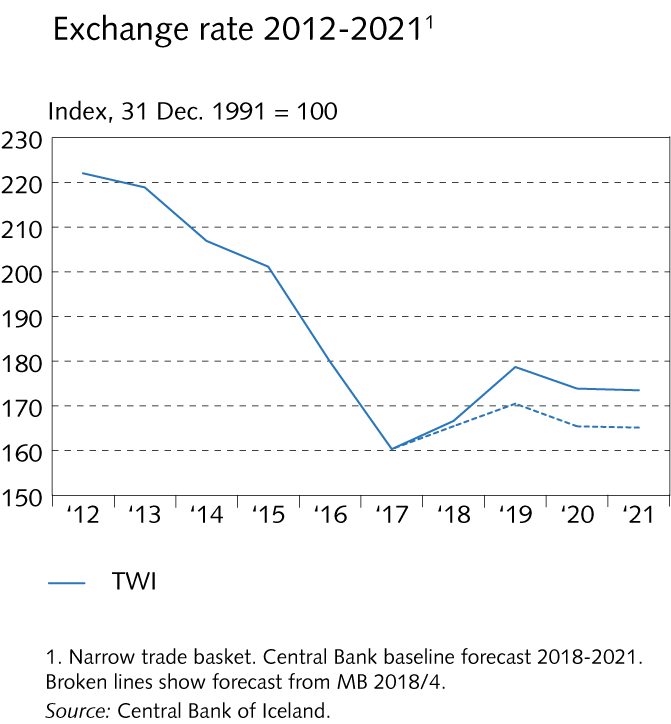 Exchange rate 2012-2021¹
Index, 31 Dec. 1991 = 100
230
220
210
200
190
180
170
160
150
‘12 ‘13 ‘14 ‘15 ‘16 ‘17 ‘18 ‘19 ‘20 ‘21
TWI
1. Narrow trade basket. Central Bank baseline forecast 2018-2021.
Broken lines show forecast from MB 2018/4.
Source: Central Bank of Iceland.